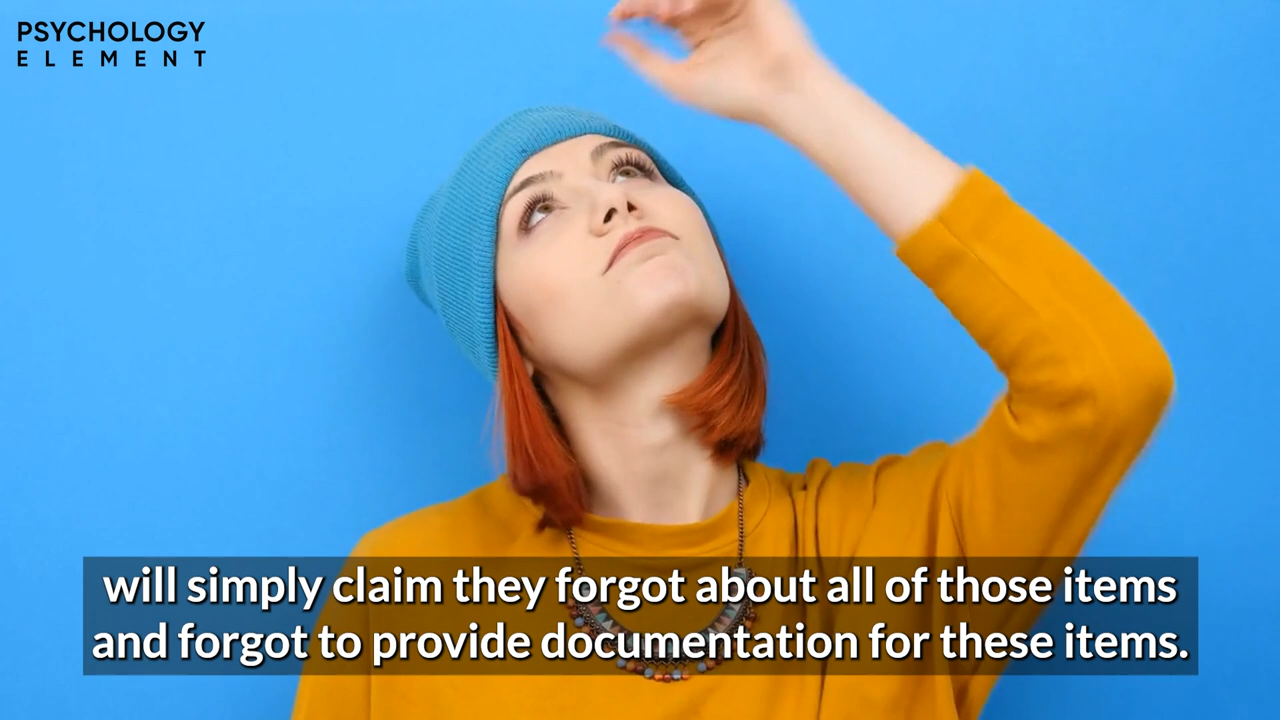 PSYCHOLOGY
ELEMENT
will simply claim they forgot about all of those items
and forgot to provide documentation for these items.